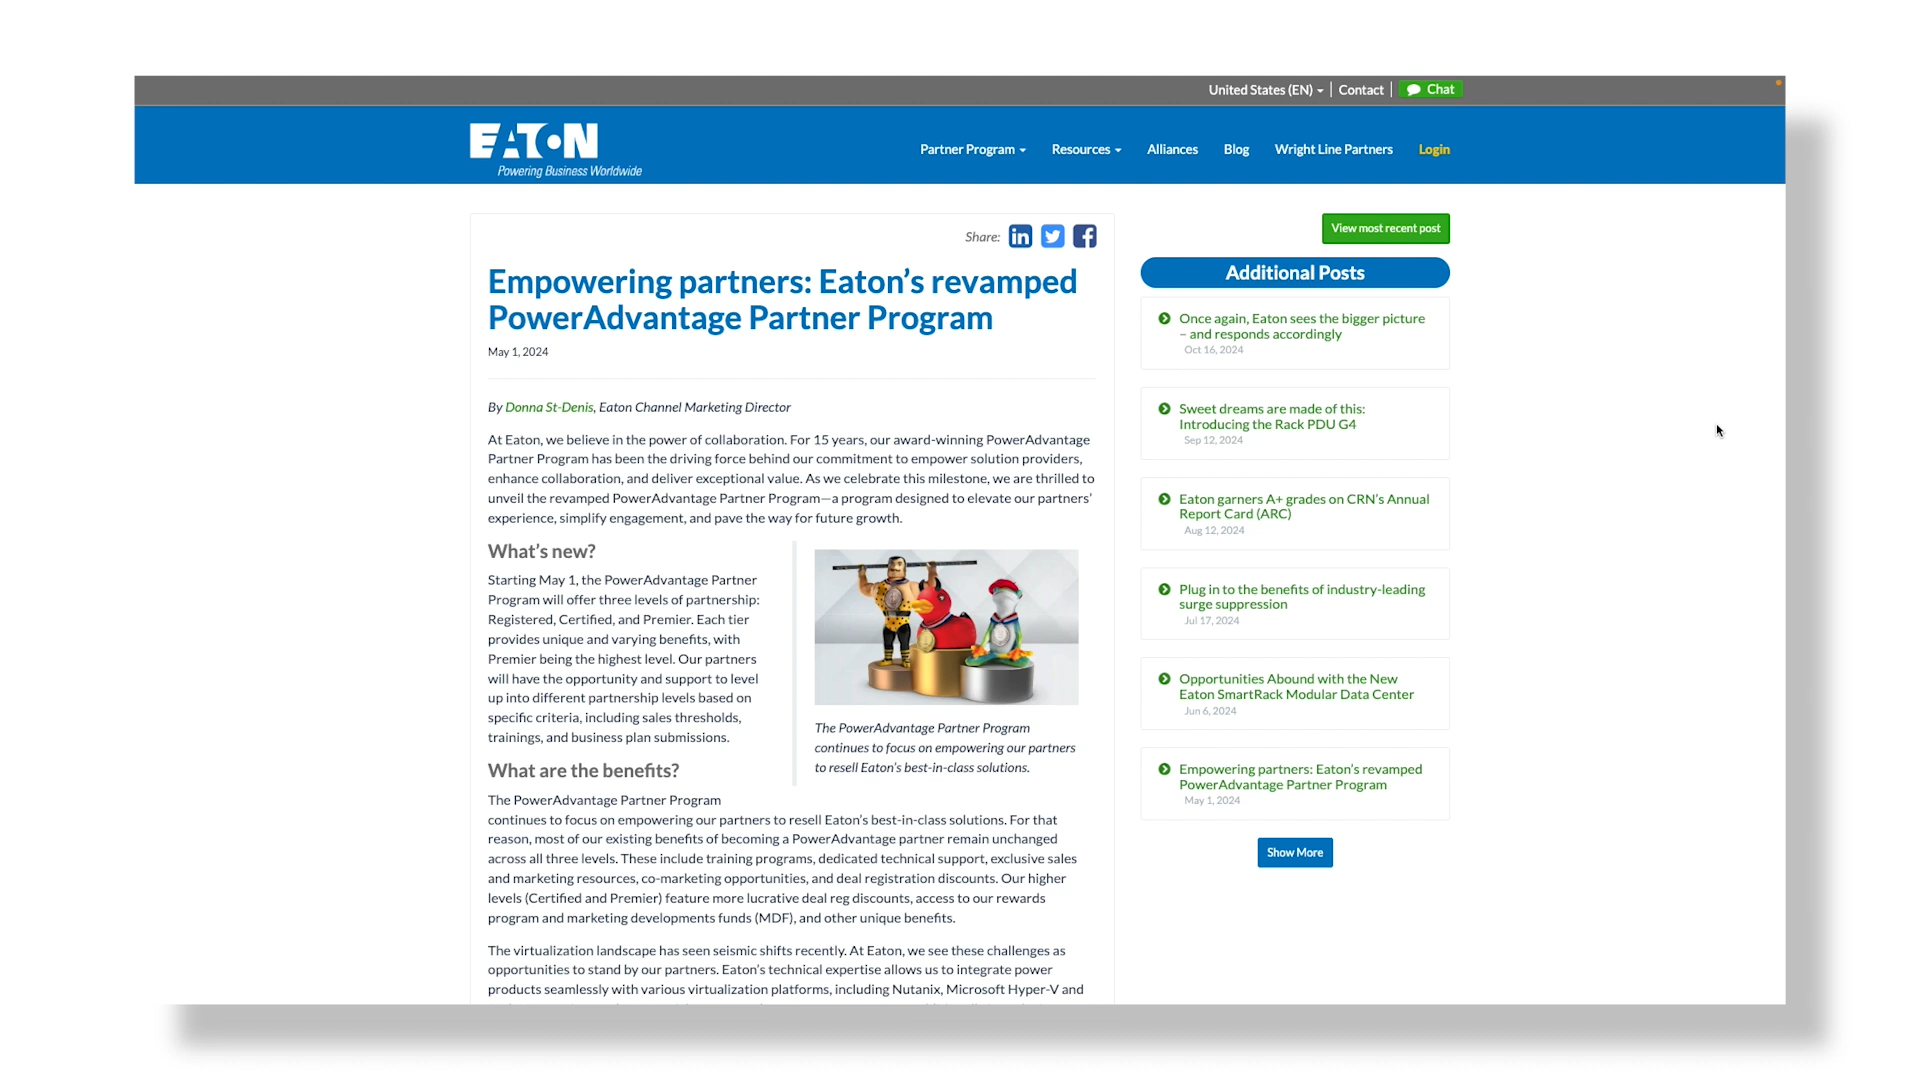 United States (EN) | Contact | Chat
EATON
Powering Business Worldwide
Partner Program Resources Alliances Blog Wright Line Partners Login
Share:
Empowering partners: Eaton’s revamped
PowerAdvantage Partner Program
May 1, 2024
By Donna St-Denis, Eaton Channel Marketing Director
At Eaton, we believe in the power of collaboration. For 15 years, our award-winning PowerAdvantage
Partner Program has been the driving force behind our commitment to empower solution providers,
enhance collaboration, and deliver exceptional value. As we celebrate this milestone, we are thrilled to
unveil the revamped PowerAdvantage Partner Program—a program designed to elevate our partners’
experience, simplify engagement, and pave the way for future growth.
What’s new?
Starting May 1, the PowerAdvantage Partner
Program will offer three levels of partnership:
Registered, Certified, and Premier. Each tier
provides unique and varying benefits, with
Premier being the highest level. Our partners
will have the opportunity and support to level
up into different partnership levels based on
specific criteria, including sales thresholds,
trainings, and business plan submissions.
The PowerAdvantage Partner Program
continues to focus on empowering our partners
to resell Eaton’s best-in-class solutions.
What are the benefits?
The PowerAdvantage Partner Program
continues to focus on empowering our partners to resell Eaton’s best-in-class solutions. For that
reason, most of our existing benefits of becoming a PowerAdvantage partner remain unchanged
across all three levels. These include training programs, dedicated technical support, exclusive sales
and marketing resources, co-marketing opportunities, and deal registration discounts. Our higher
levels (Certified and Premier) feature more lucrative deal reg discounts, access to our rewards
program and marketing developments funds (MDF), and other unique benefits.
The virtualization landscape has seen seismic shifts recently. At Eaton, we see these challenges as
opportunities to stand by our partners. Eaton’s technical expertise allows us to integrate power
products seamlessly with various virtualization platforms, including Nutanix, Microsoft Hyper-V and
View most recent post
Additional Posts
Once again, Eaton sees the bigger picture
– and responds accordingly
Oct 16, 2024
Sweet dreams are made of this:
Introducing the Rack PDU G4
Sep 12, 2024
Eaton garners A+ grades on CRN’s Annual
Report Card (ARC)
Aug 12, 2024
Plug in to the benefits of industry-leading
surge suppression
Jul 17, 2024
Opportunities Abound with the New
Eaton SmartRack Modular Data Center
Jun 6, 2024
Empowering partners: Eaton’s revamped
PowerAdvantage Partner Program
May 1, 2024
Show More